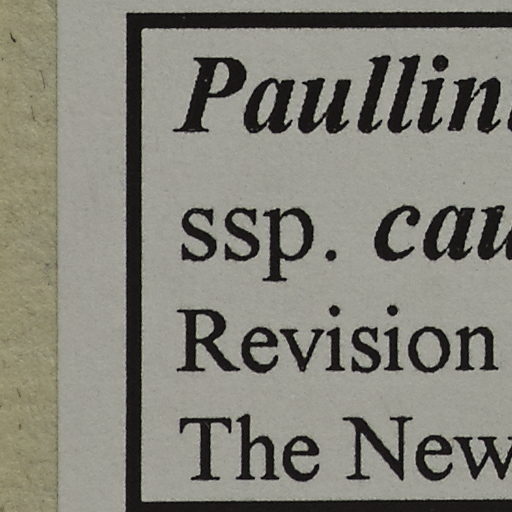 Paullin
ssp. cau
Revision
The New